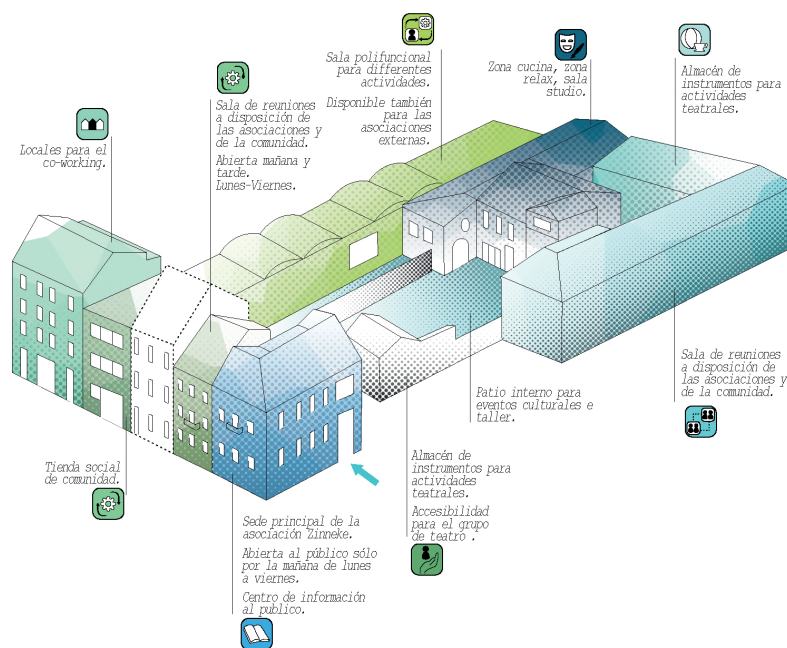 Sala polifuncional
para differentes
actividades.
Disponible también
para las
asociaciones
externas.
Zona cucina, zona
relax, sala
studio.
Almacén de
instrumentos para
actividades
teatrales.
Sala de reuniones
a disposición de
las asociaciones y
de la comunidad.
Abierta mañana y
tarde.
Lunes-Viernes.
Locales para el
co-working.
Sala de reuniones
a disposición de
las asociaciones y
de la comunidad.
Patio interno para
eventos culturales e
taller.
Tienda social
de comunidad.
Almacén de
instrumentos para
actividades
teatrales.
Accesibilidad
para el grupo
de teatro .
Sede principal de la
asociación Zinneke.
Abierta al público sólo
por la mañana de lunes
a viernes.
Centro de información
al publico.